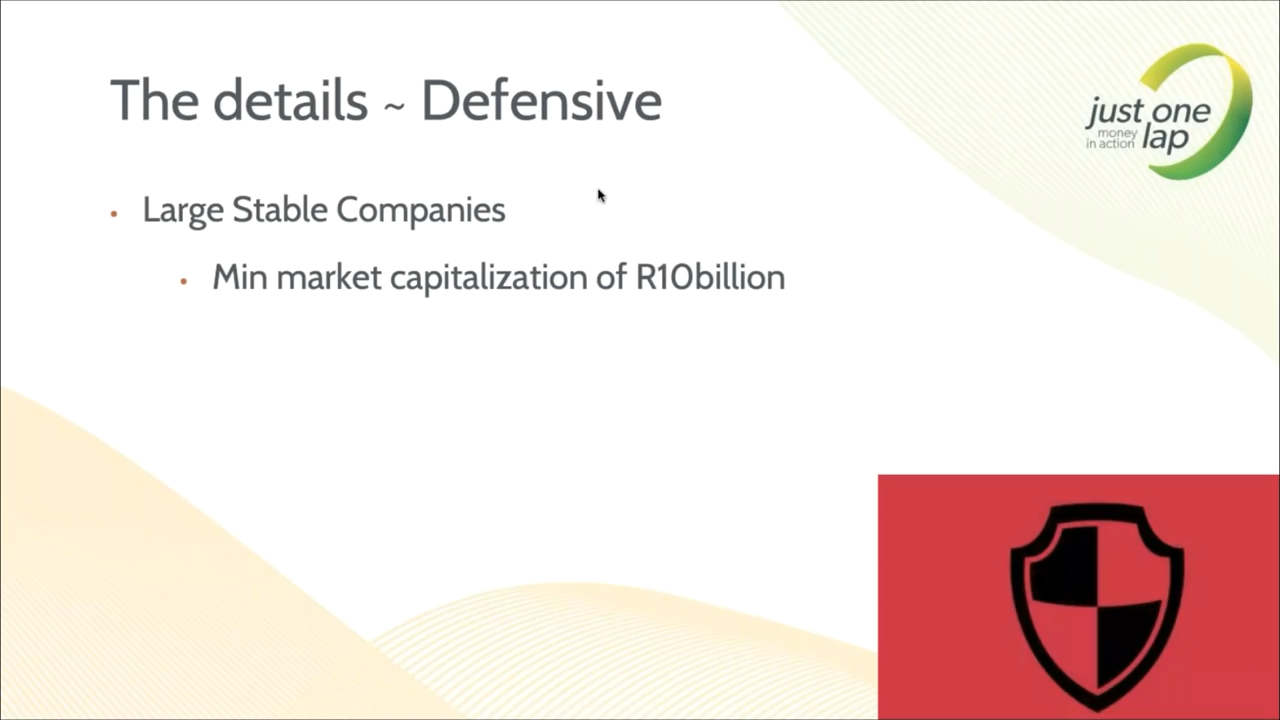 The details ~ Defensive
just one
money
in action lap
• Large Stable Companies
• Min market capitalization of R10billion